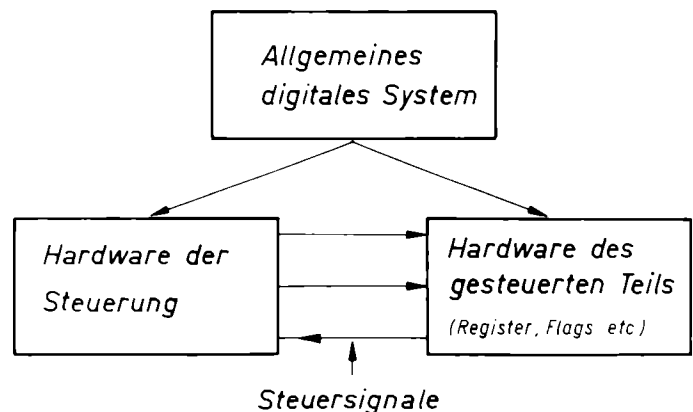 Allgemeines
digitales System
Hardware der
Steuerung
Hardware des
gesteuerten Teils
(Register, Flags etc)
Steuersignale